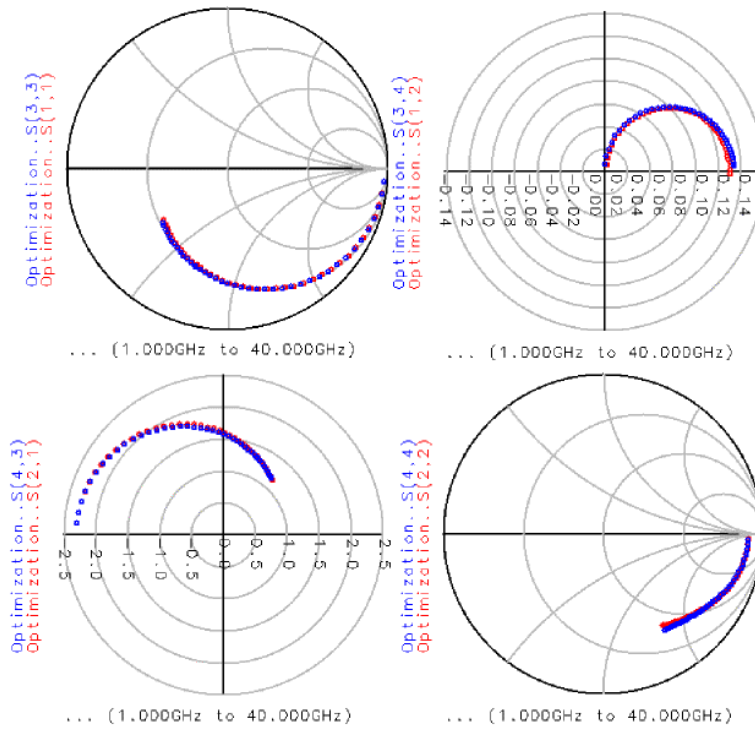 Optimization..S(3,3)
Optimization..S(1,1)
... (1.000GHz to 40.000GHz)
Optimization..S(3,4)
Optimization..S(1,2)
-0.14
-0.12
-0.10
-0.08
-0.06
-0.04
-0.02
0.00
0.02
0.04
0.06
0.08
0.10
0.12
0.14
... (1.000GHz to 40.000GHz)
Optimization..S(4,3)
Optimization..S(2,1)
-2.5
-2.0
-1.5
-1.0
-0.5
0.0
0.5
1.0
1.5
2.0
2.5
... (1.000GHz to 40.000GHz)
Optimization..S(4,4)
Optimization..S(2,2)
... (1.000GHz to 40.000GHz)